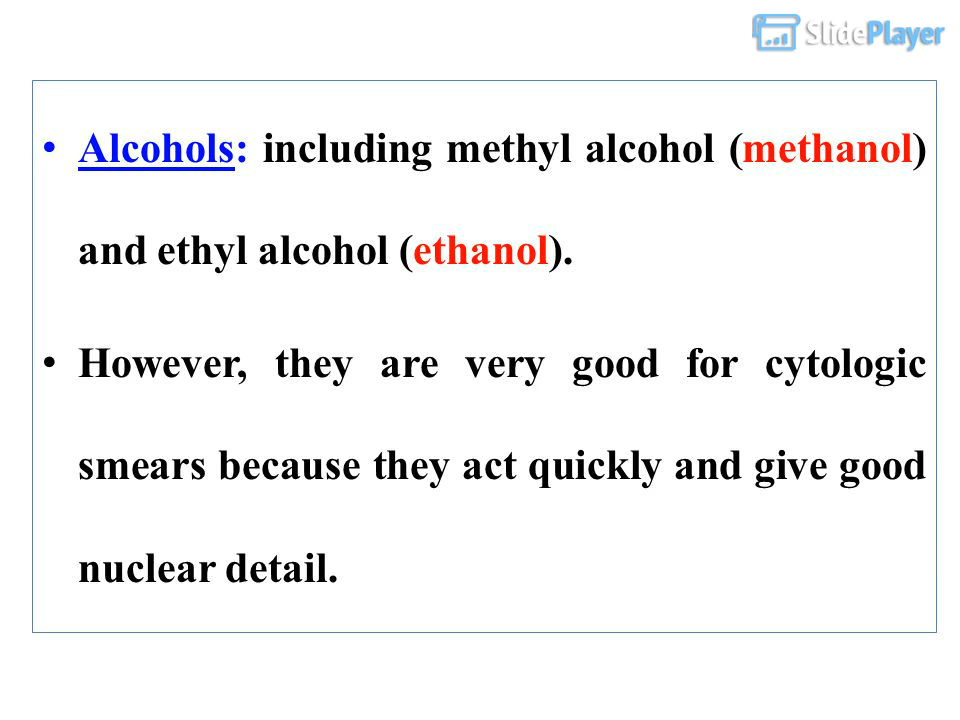 SlidePlayer
• Alcohols: including methyl alcohol (methanol)
and ethyl alcohol (ethanol).
• However, they are very good for cytologic
smears because they act quickly and give good
nuclear detail.